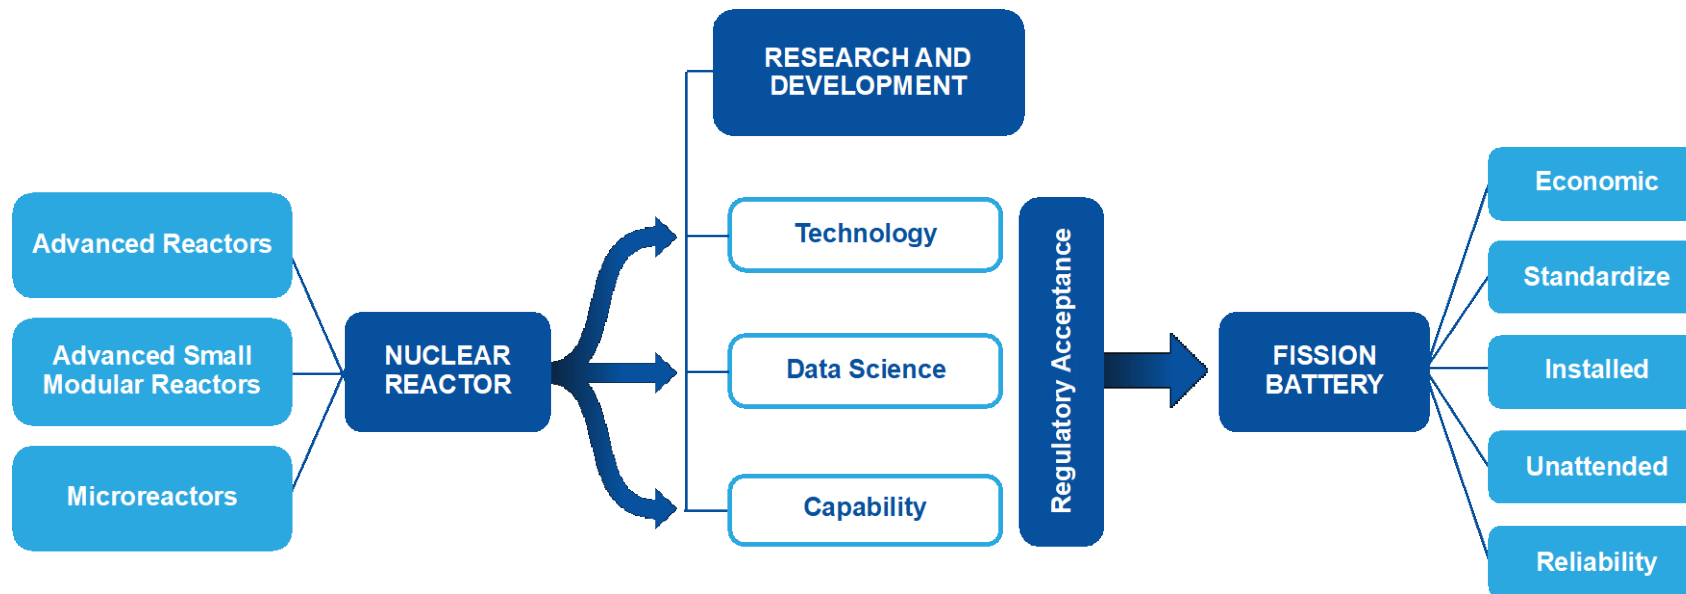 RESEARCH AND
DEVELOPMENT
Advanced Reactors
Advanced Small
Modular Reactors
Microreactors
NUCLEAR
REACTOR
Technology
Data Science
Capability
Regulatory Acceptance
FISSION
BATTERY
Economic
Standardize
Installed
Unattended
Reliability